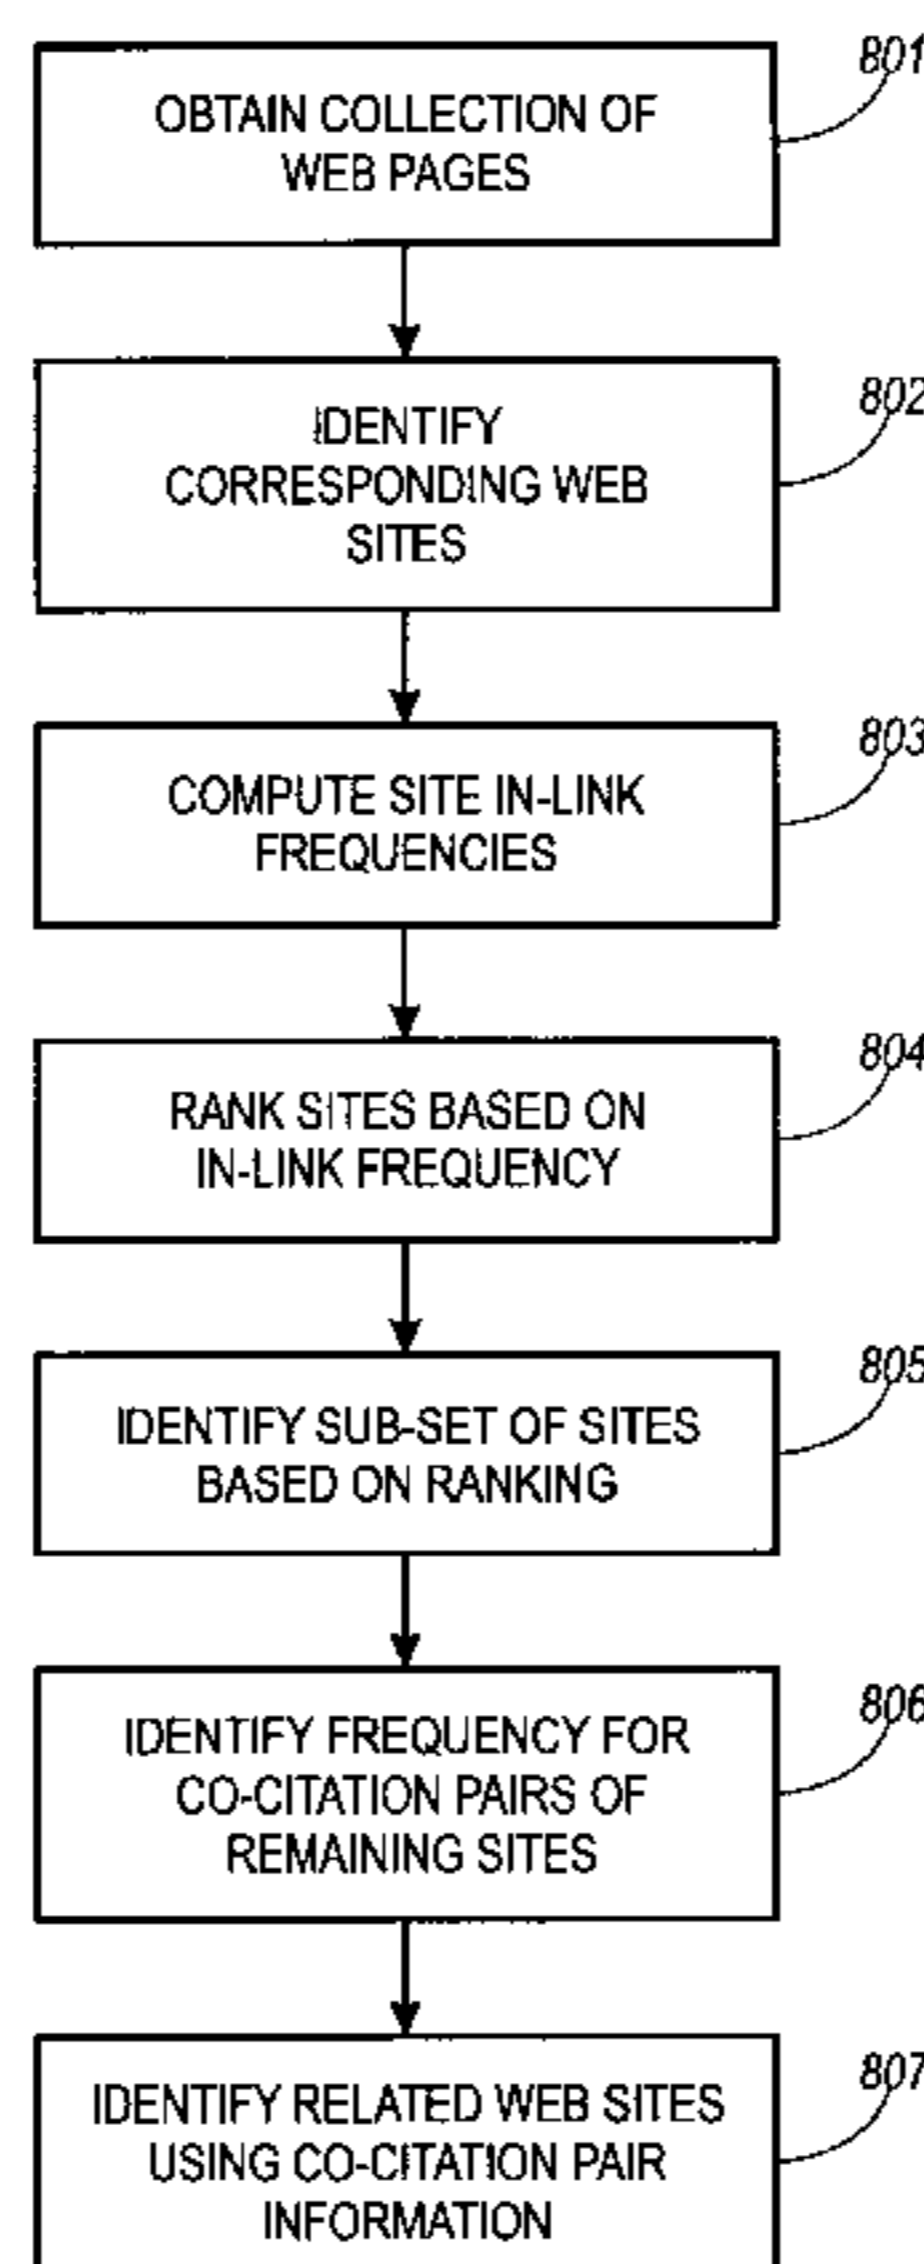 801
OBTAIN COLLECTION OF
WEB PAGES
802
IDENTIFY
CORRESPONDING WEB
SITES
803
COMPUTE SITE IN-LINK
FREQUENCIES
804
RANK SITES BASED ON
IN-LINK FREQUENCY
805
IDENTIFY SUB-SET OF SITES
BASED ON RANKING
806
IDENTIFY FREQUENCY FOR
CO-CITATION PAIRS OF
REMAINING SITES
807
IDENTIFY RELATED WEB SITES
USING CO-CITATION PAIR
INFORMATION